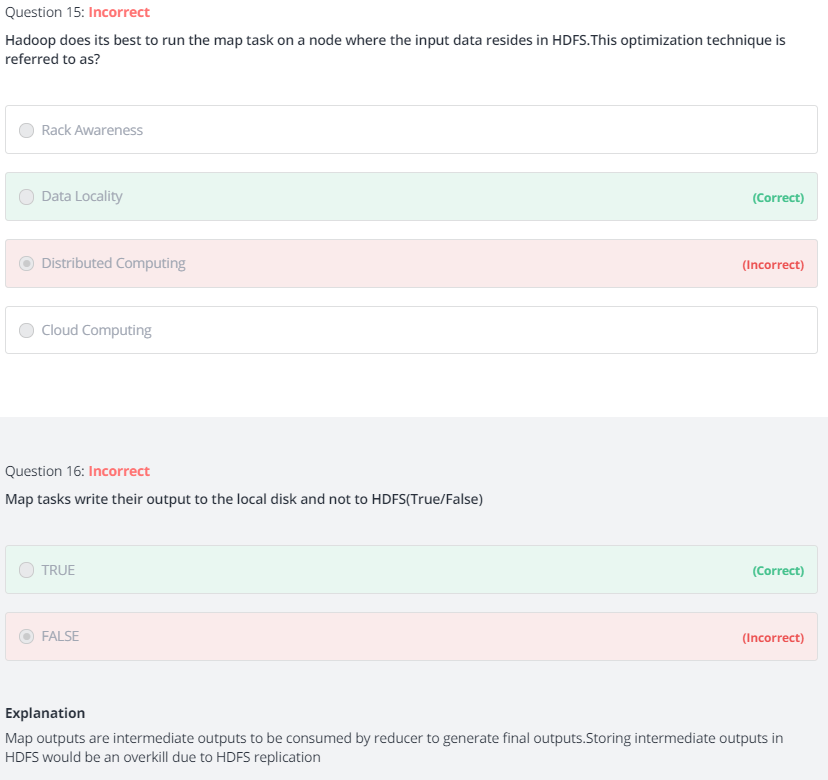 Question 15: Incorrect
Hadoop does its best to run the map task on a node where the input data resides in HDFS.This optimization technique is
referred to as?
Rack Awareness
Data Locality (Correct)
Distributed Computing (Incorrect)
Cloud Computing
Question 16: Incorrect
Map tasks write their output to the local disk and not to HDFS(True/False)
TRUE (Correct)
FALSE (Incorrect)
Explanation
Map outputs are intermediate outputs to be consumed by reducer to generate final outputs.Storing intermediate outputs in
HDFS would be an overkill due to HDFS replication